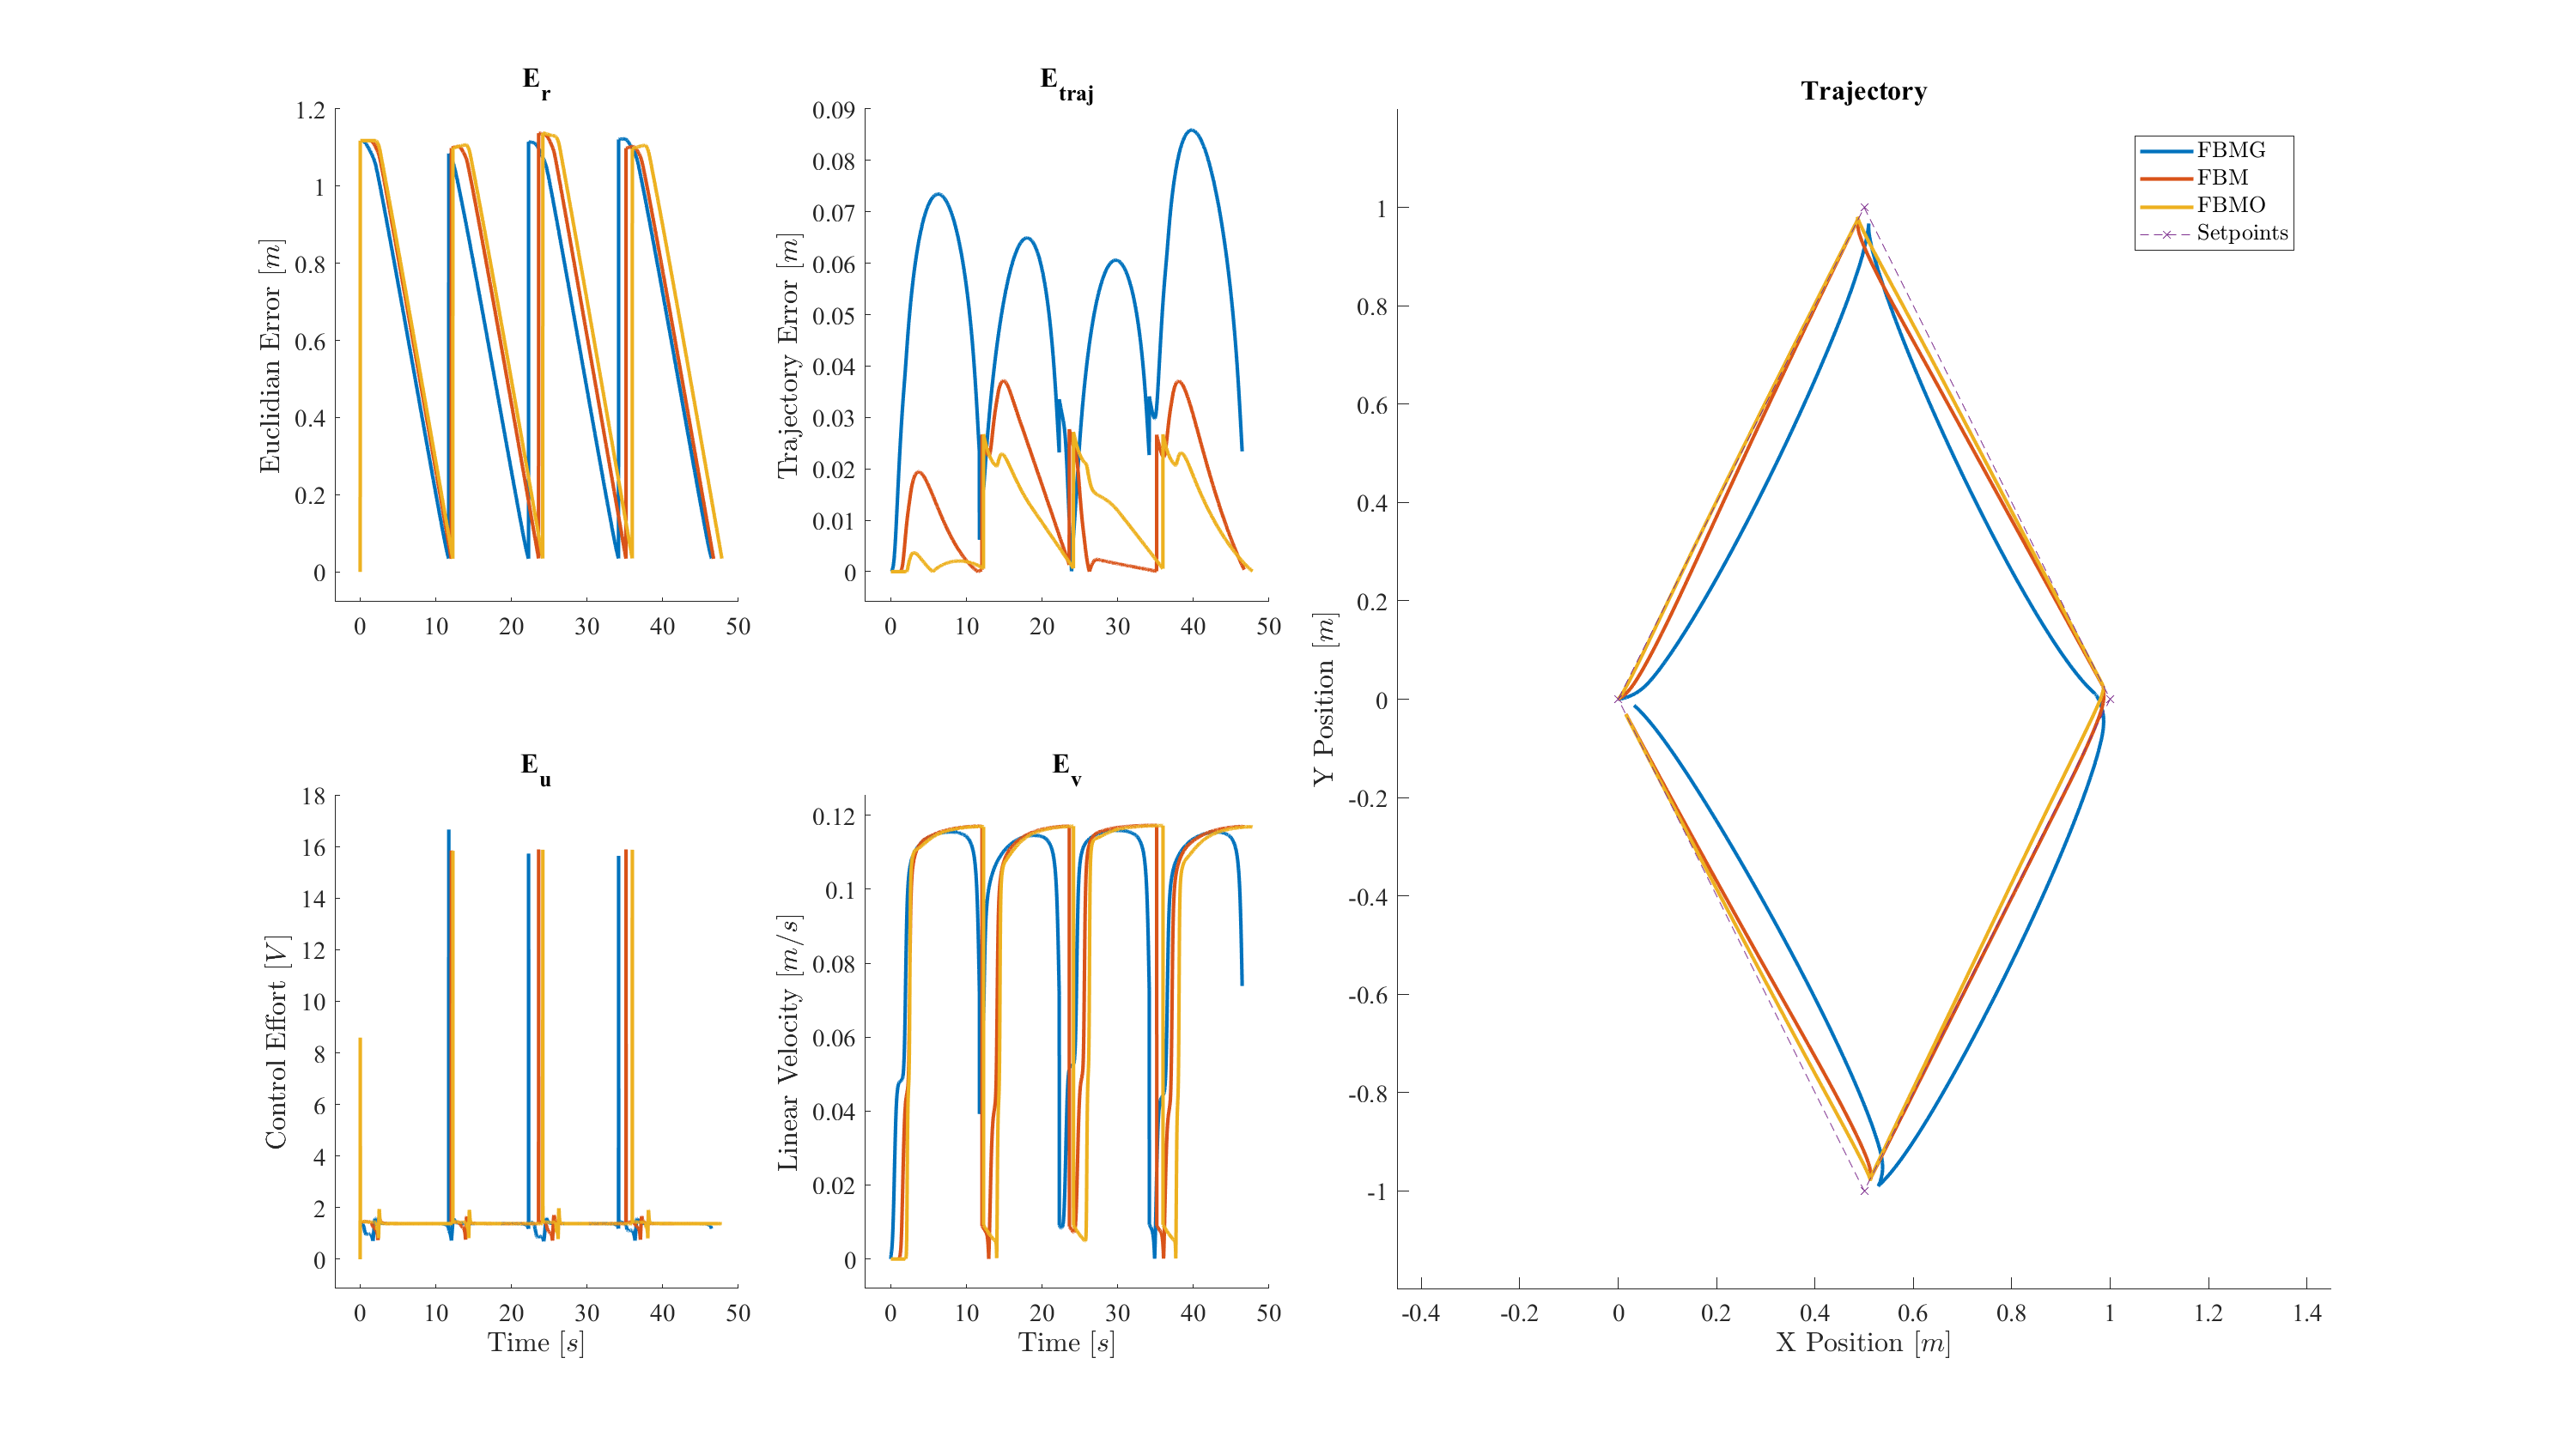 E_r
1.2
1
0.8
0.6
0.4
0.2
0
Euclidian Error [m]
0 10 20 30 40 50
E_traj
0.09
0.08
0.07
0.06
0.05
0.04
0.03
0.02
0.01
0
Trajectory Error [m]
0 10 20 30 40 50
E_u
18
16
14
12
10
8
6
4
2
0
Control Effort [V]
0 10 20 30 40 50
Time [s]
E_v
0.12
0.1
0.08
0.06
0.04
0.02
0
Linear Velocity [m/s]
0 10 20 30 40 50
Time [s]
Trajectory
FBMG
FBM
FBMO
Setpoints
1
0.8
0.6
0.4
0.2
0
-0.2
-0.4
-0.6
-0.8
-1
Y Position [m]
-0.4 -0.2 0 0.2 0.4 0.6 0.8 1 1.2 1.4
X Position [m]